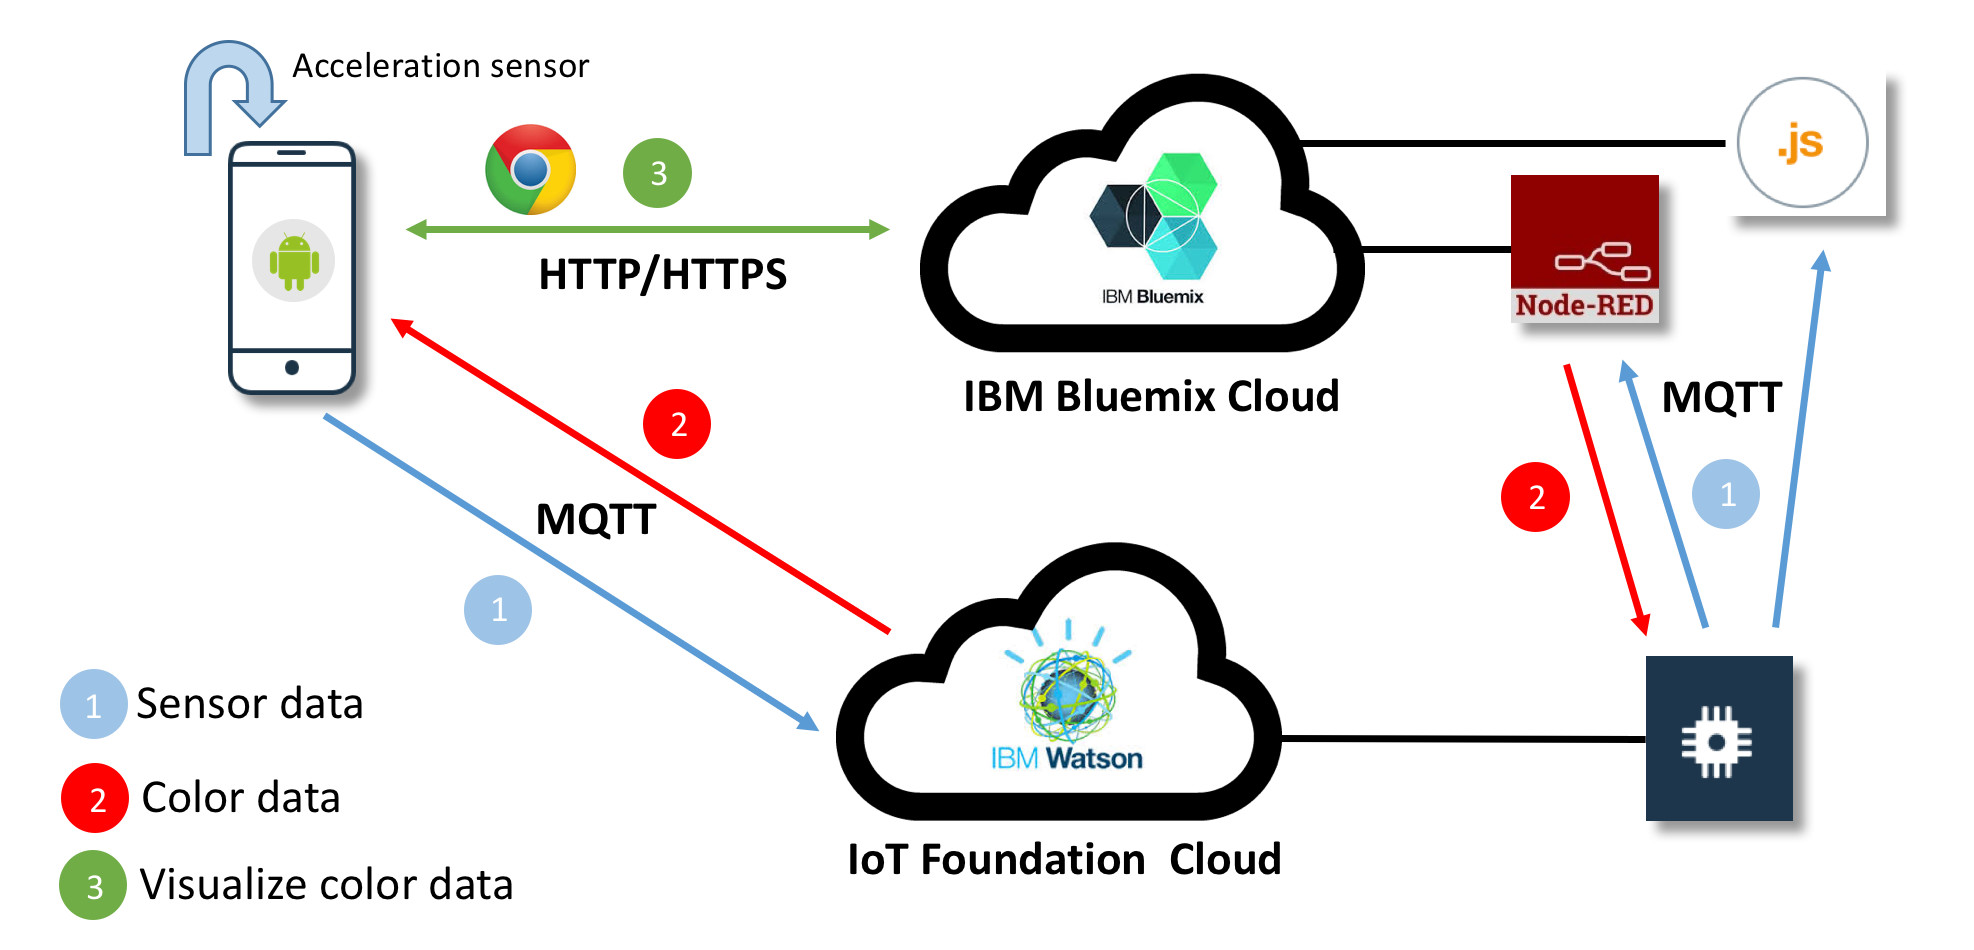 Acceleration sensor
3
HTTP/HTTPS
IBM Bluemix
IBM Bluemix Cloud
.js
Node-RED
MQTT
2
1
2
MQTT
1
IBM Watson
IoT Foundation Cloud
1 Sensor data
2 Color data
3 Visualize color data